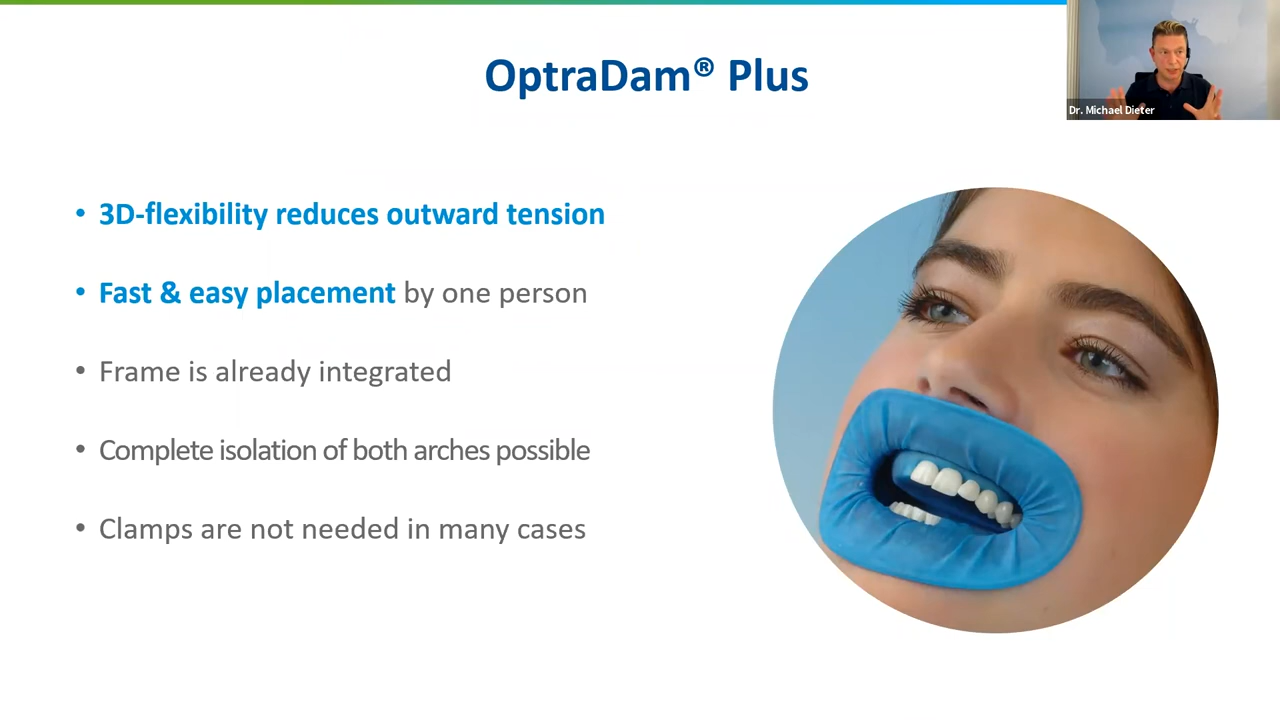 OptraDam® Plus
Dr. Michael Dieter
• 3D-flexibility reduces outward tension
• Fast & easy placement by one person
• Frame is already integrated
• Complete isolation of both arches possible
• Clamps are not needed in many cases